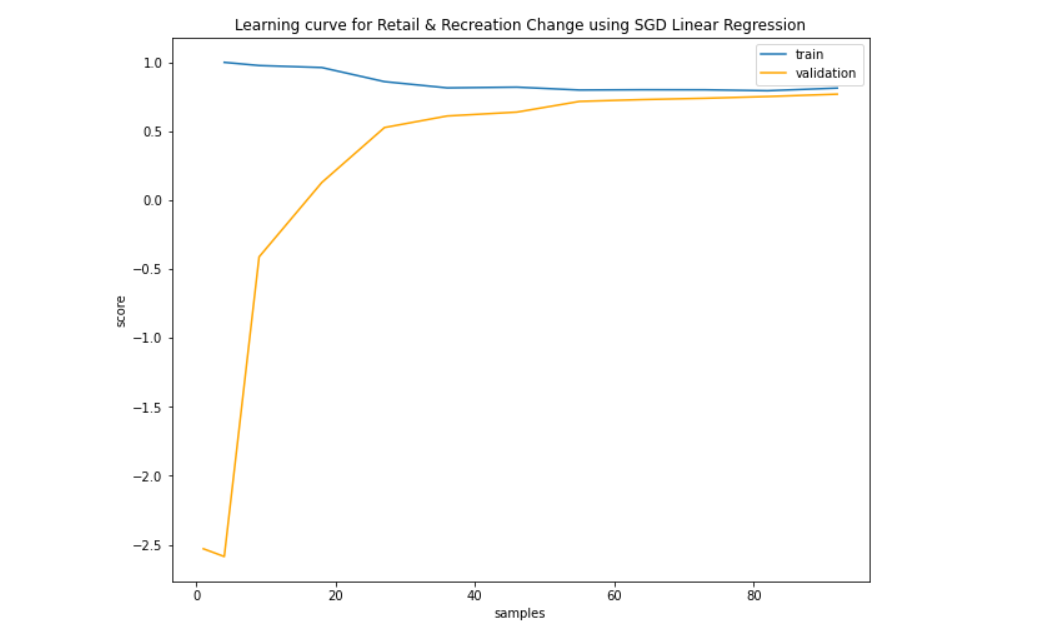 Learning curve for Retail & Recreation Change using SGD Linear Regression
train
validation
1.0
0.5
0.0
−0.5
−1.0
−1.5
−2.0
−2.5
score
0 20 40 60 80
samples